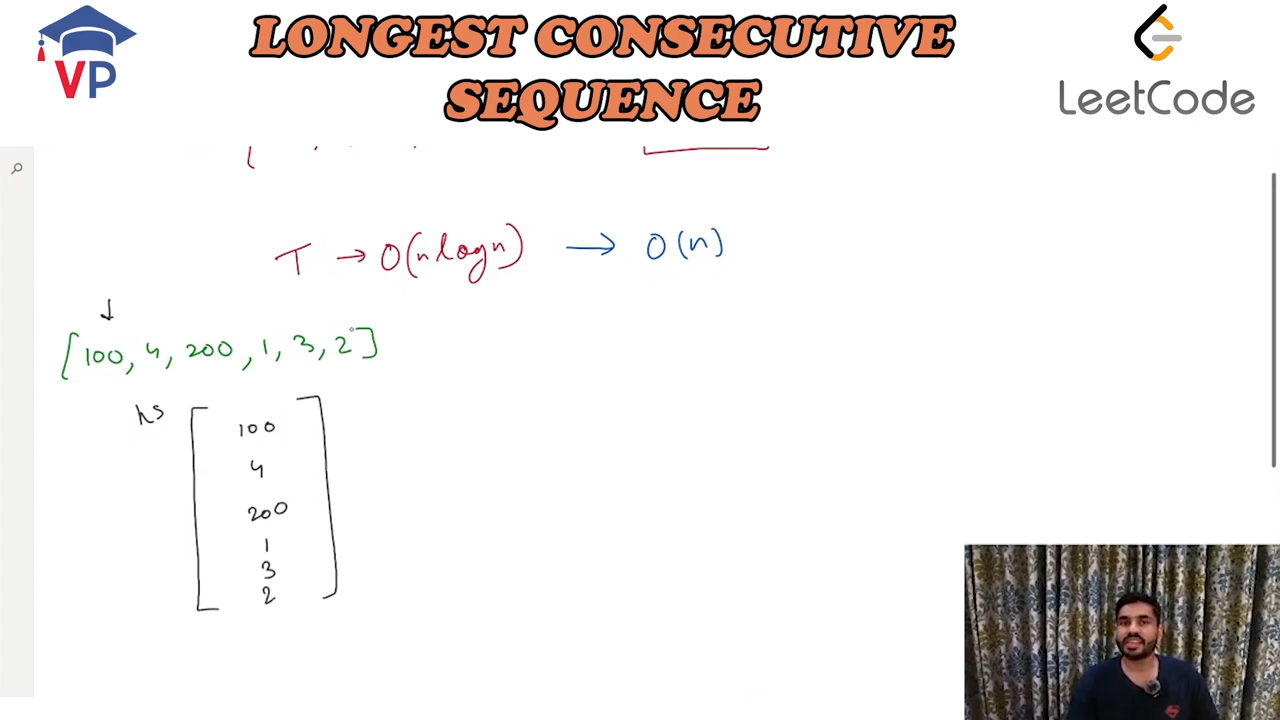 VP
LONGEST CONSECUTIVE
SEQUENCE
LeetCode
T → O(nlogn) → O(n)
↓
[100, 4, 200, 1, 3, 2]
hs
100
4
200
1
3
2